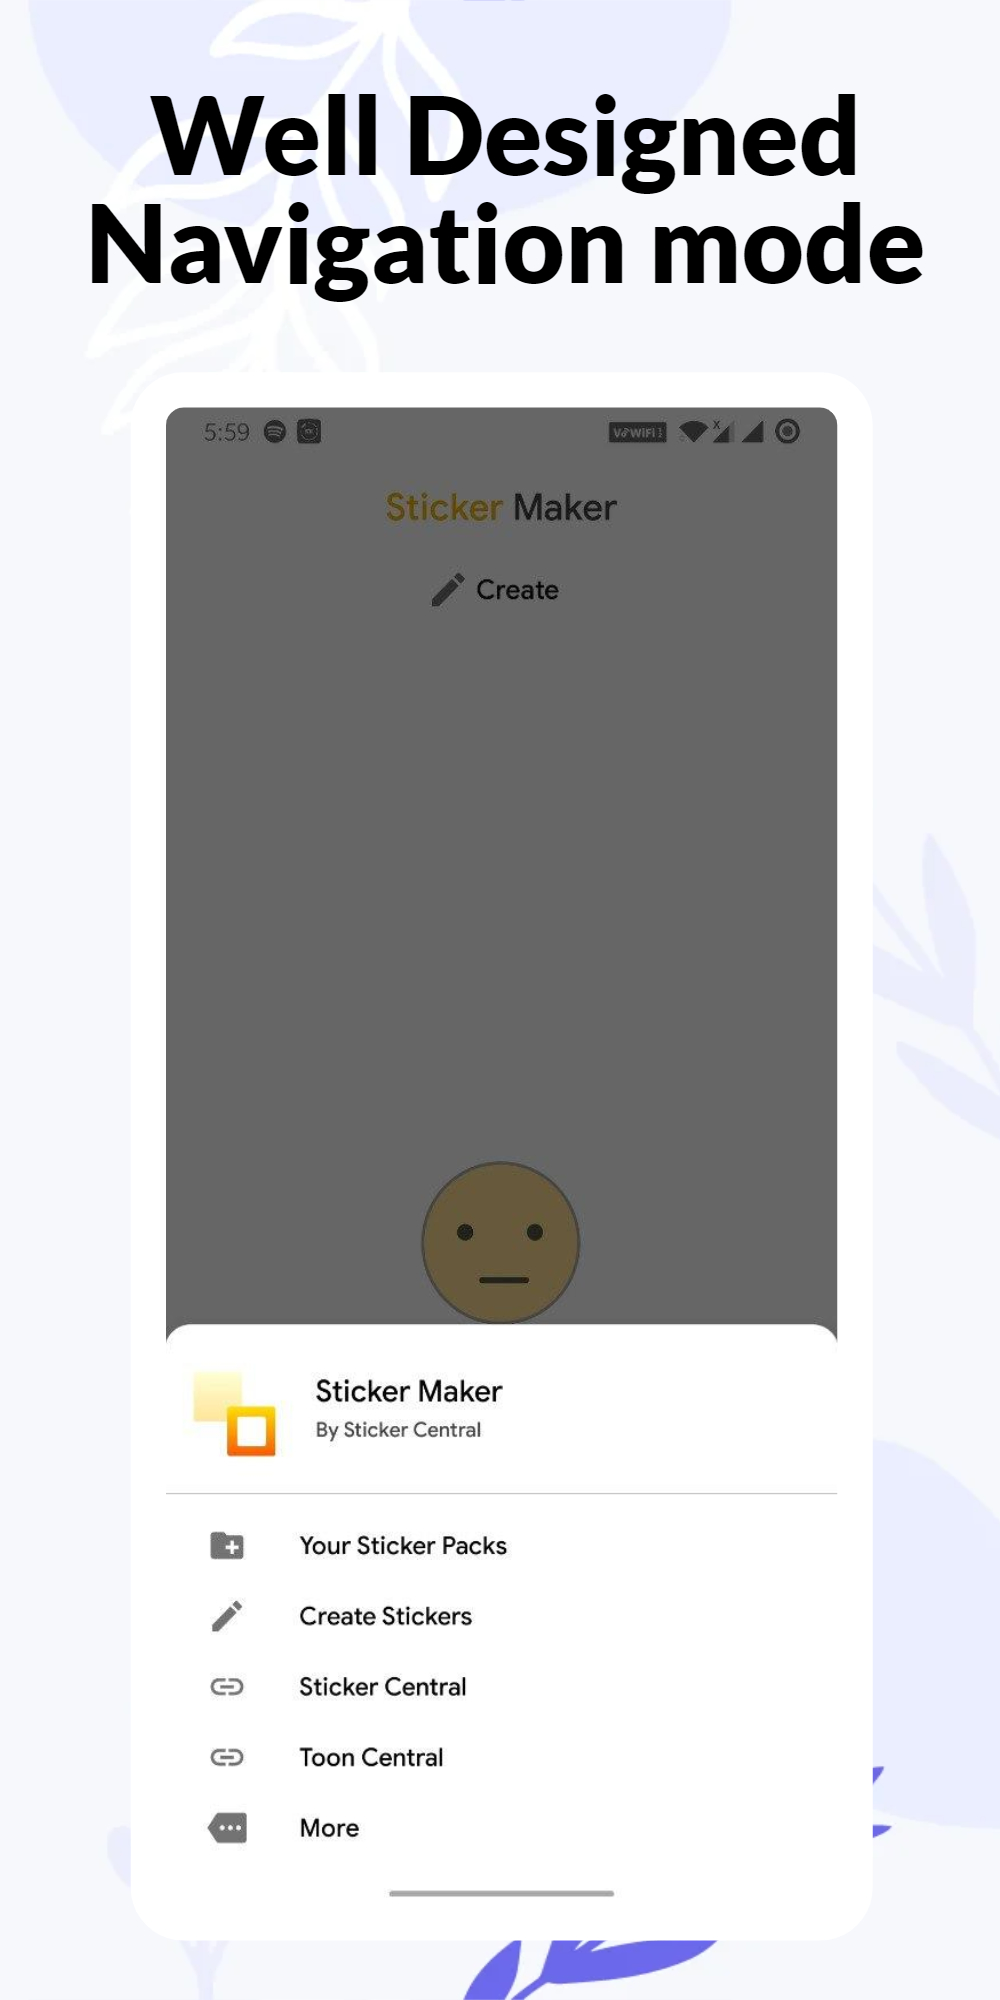 Well Designed
Navigation mode
5:59
WiFi
Sticker Maker
Create
Sticker Maker
By Sticker Central
Your Sticker Packs
Create Stickers
Sticker Central
Toon Central
More